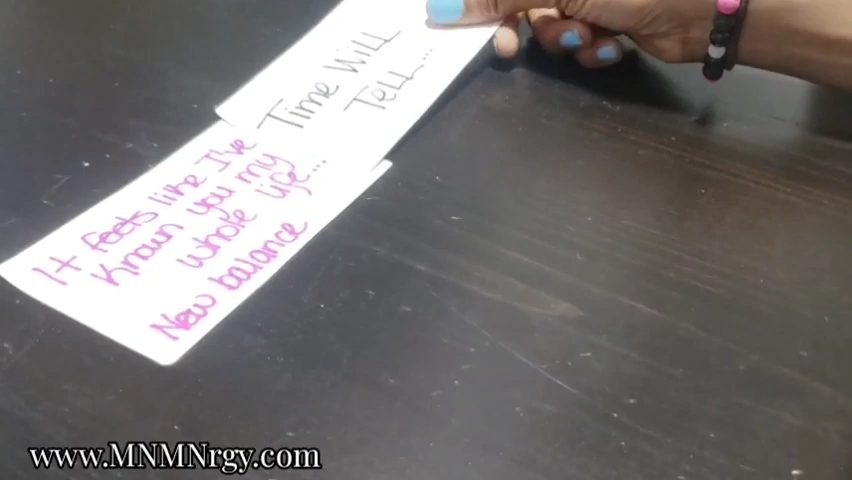 Time Will
Tell...
It feels like I've
Known you my
whole life...
New balance
www.MNMNrgy.com